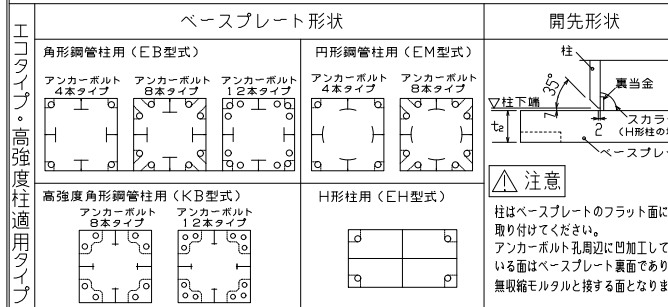 エコタイプ・高強度柱適用タイプ
ベースプレート形状
角形鋼管柱用（EB型式）
アンカーボルト
4本タイプ
アンカーボルト
8本タイプ
アンカーボルト
12本タイプ
円形鋼管柱用（EM型式）
アンカーボルト
4本タイプ
アンカーボルト
8本タイプ
高強度角形鋼管柱用（KB型式）
アンカーボルト
8本タイプ
アンカーボルト
12本タイプ
H形柱用（EH型式）
開先形状
柱
35°
裏当金
▽柱下端
7
t₂
2
スカラ
（H形柱の
ベースプレ
注意
柱はベースプレートのフラット面に
取り付けてください。
アンカーボルト孔周辺に凹加工して
いる面はベースプレート裏面であり
無収縮モルタルと接する面となりま